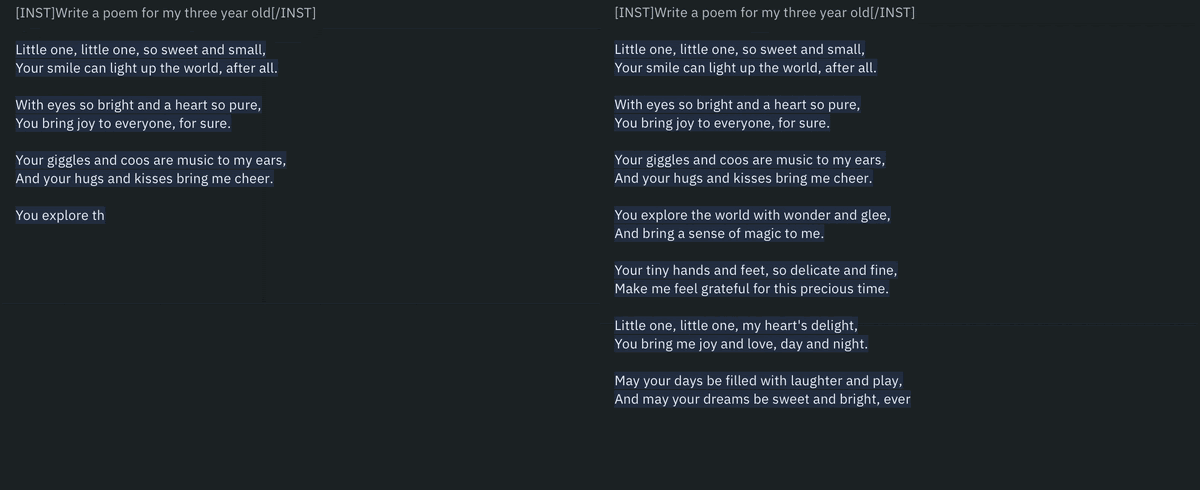 [INST]Write a poem for my three year old[/INST]
Little one, little one, so sweet and small,
Your smile can light up the world, after all.
With eyes so bright and a heart so pure,
You bring joy to everyone, for sure.
Your giggles and coos are music to my ears,
And your hugs and kisses bring me cheer.
You explore th
[INST]Write a poem for my three year old[/INST]
Little one, little one, so sweet and small,
Your smile can light up the world, after all.
With eyes so bright and a heart so pure,
You bring joy to everyone, for sure.
Your giggles and coos are music to my ears,
And your hugs and kisses bring me cheer.
You explore the world with wonder and glee,
And bring a sense of magic to me.
Your tiny hands and feet, so delicate and fine,
Make me feel grateful for this precious time.
Little one, little one, my heart's delight,
You bring me joy and love, day and night.
May your days be filled with laughter and play,
And may your dreams be sweet and bright, ever